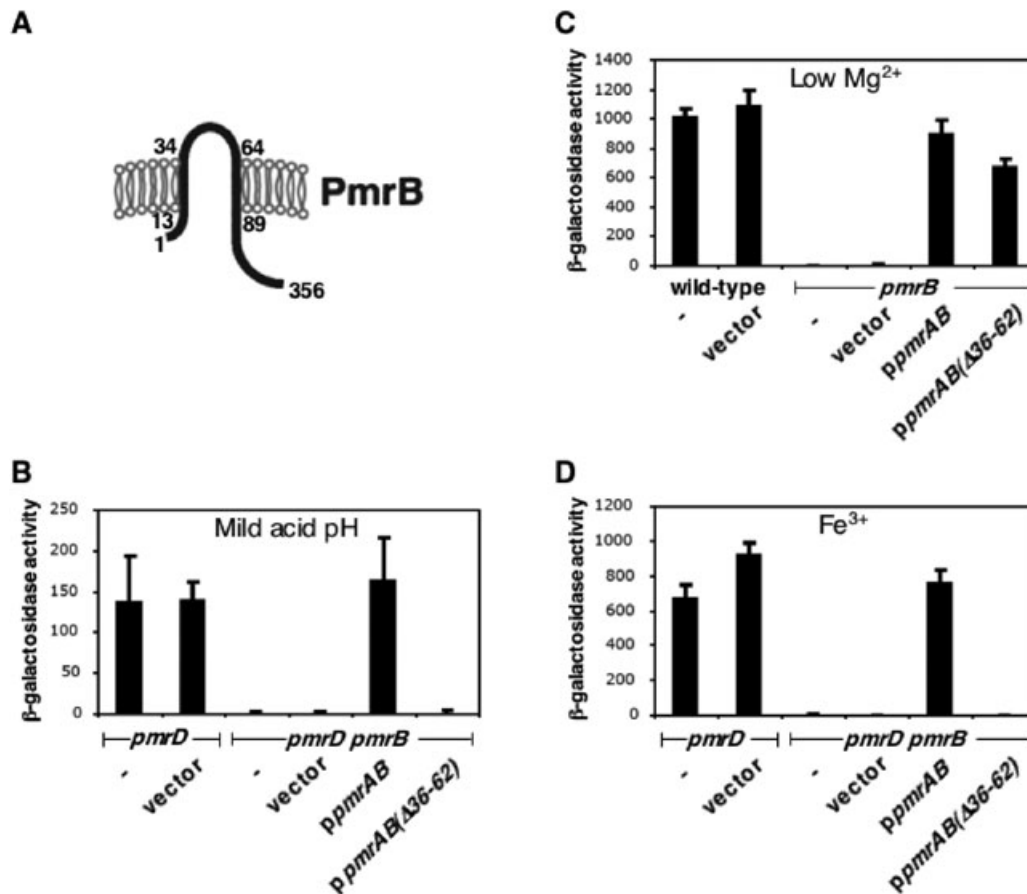 A
34
64
PmrB
13
1
89
356
C
β-galactosidase activity
1400
1200
1000
800
600
400
200
0
Low Mg²⁺
wild-type
pmrB
-
vector
-
vector
ppmrAB
ppmrAB(Δ36-62)
B
β-galactosidase activity
250
200
150
100
50
0
Mild acid pH
pmrD
pmrD pmrB
-
vector
-
vector
ppmrAB
ppmrAB(Δ36-62)
D
β-galactosidase activity
1200
1000
800
600
400
200
0
Fe³⁺
pmrD
pmrD pmrB
-
vector
-
vector
ppmrAB
ppmrAB(Δ36-62)